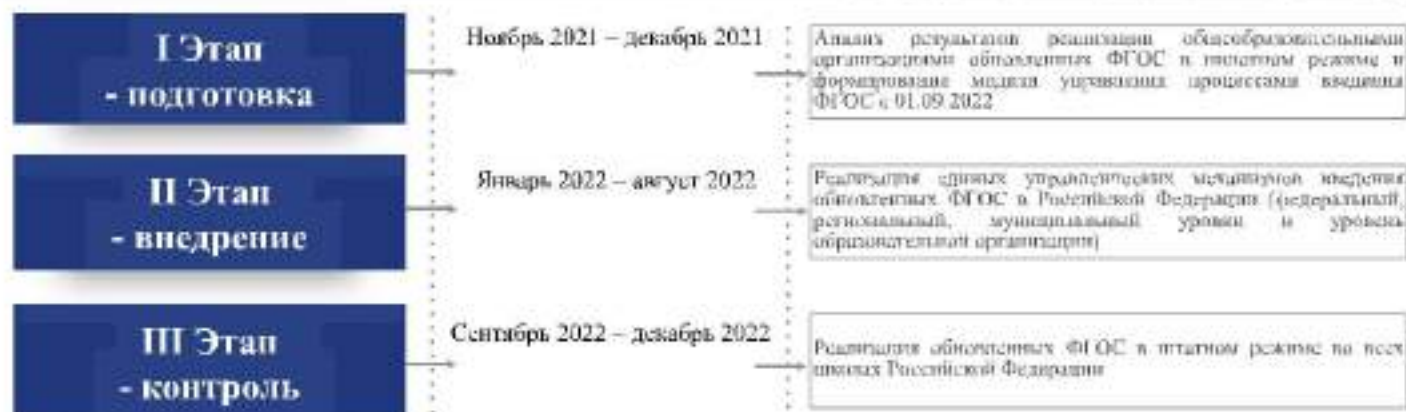 I Этап
- подготовка
Ноябрь 2021 – декабрь 2021
Анализ результатов реализации общеобразовательными
организациями обновленных ФГОС в пилотном режиме и
формирование модели управления процессами введения
ФГОС с 01.09.2022
II Этап
- внедрение
Январь 2022 – август 2022
Реализация единых управленческих механизмов введения
обновленных ФГОС в Российской Федерации (федеральный,
региональный, муниципальный уровни и уровень
образовательной организации)
III Этап
- контроль
Сентябрь 2022 – декабрь 2022
Реализация обновленных ФГОС в штатном режиме во всех
школах Российской Федерации